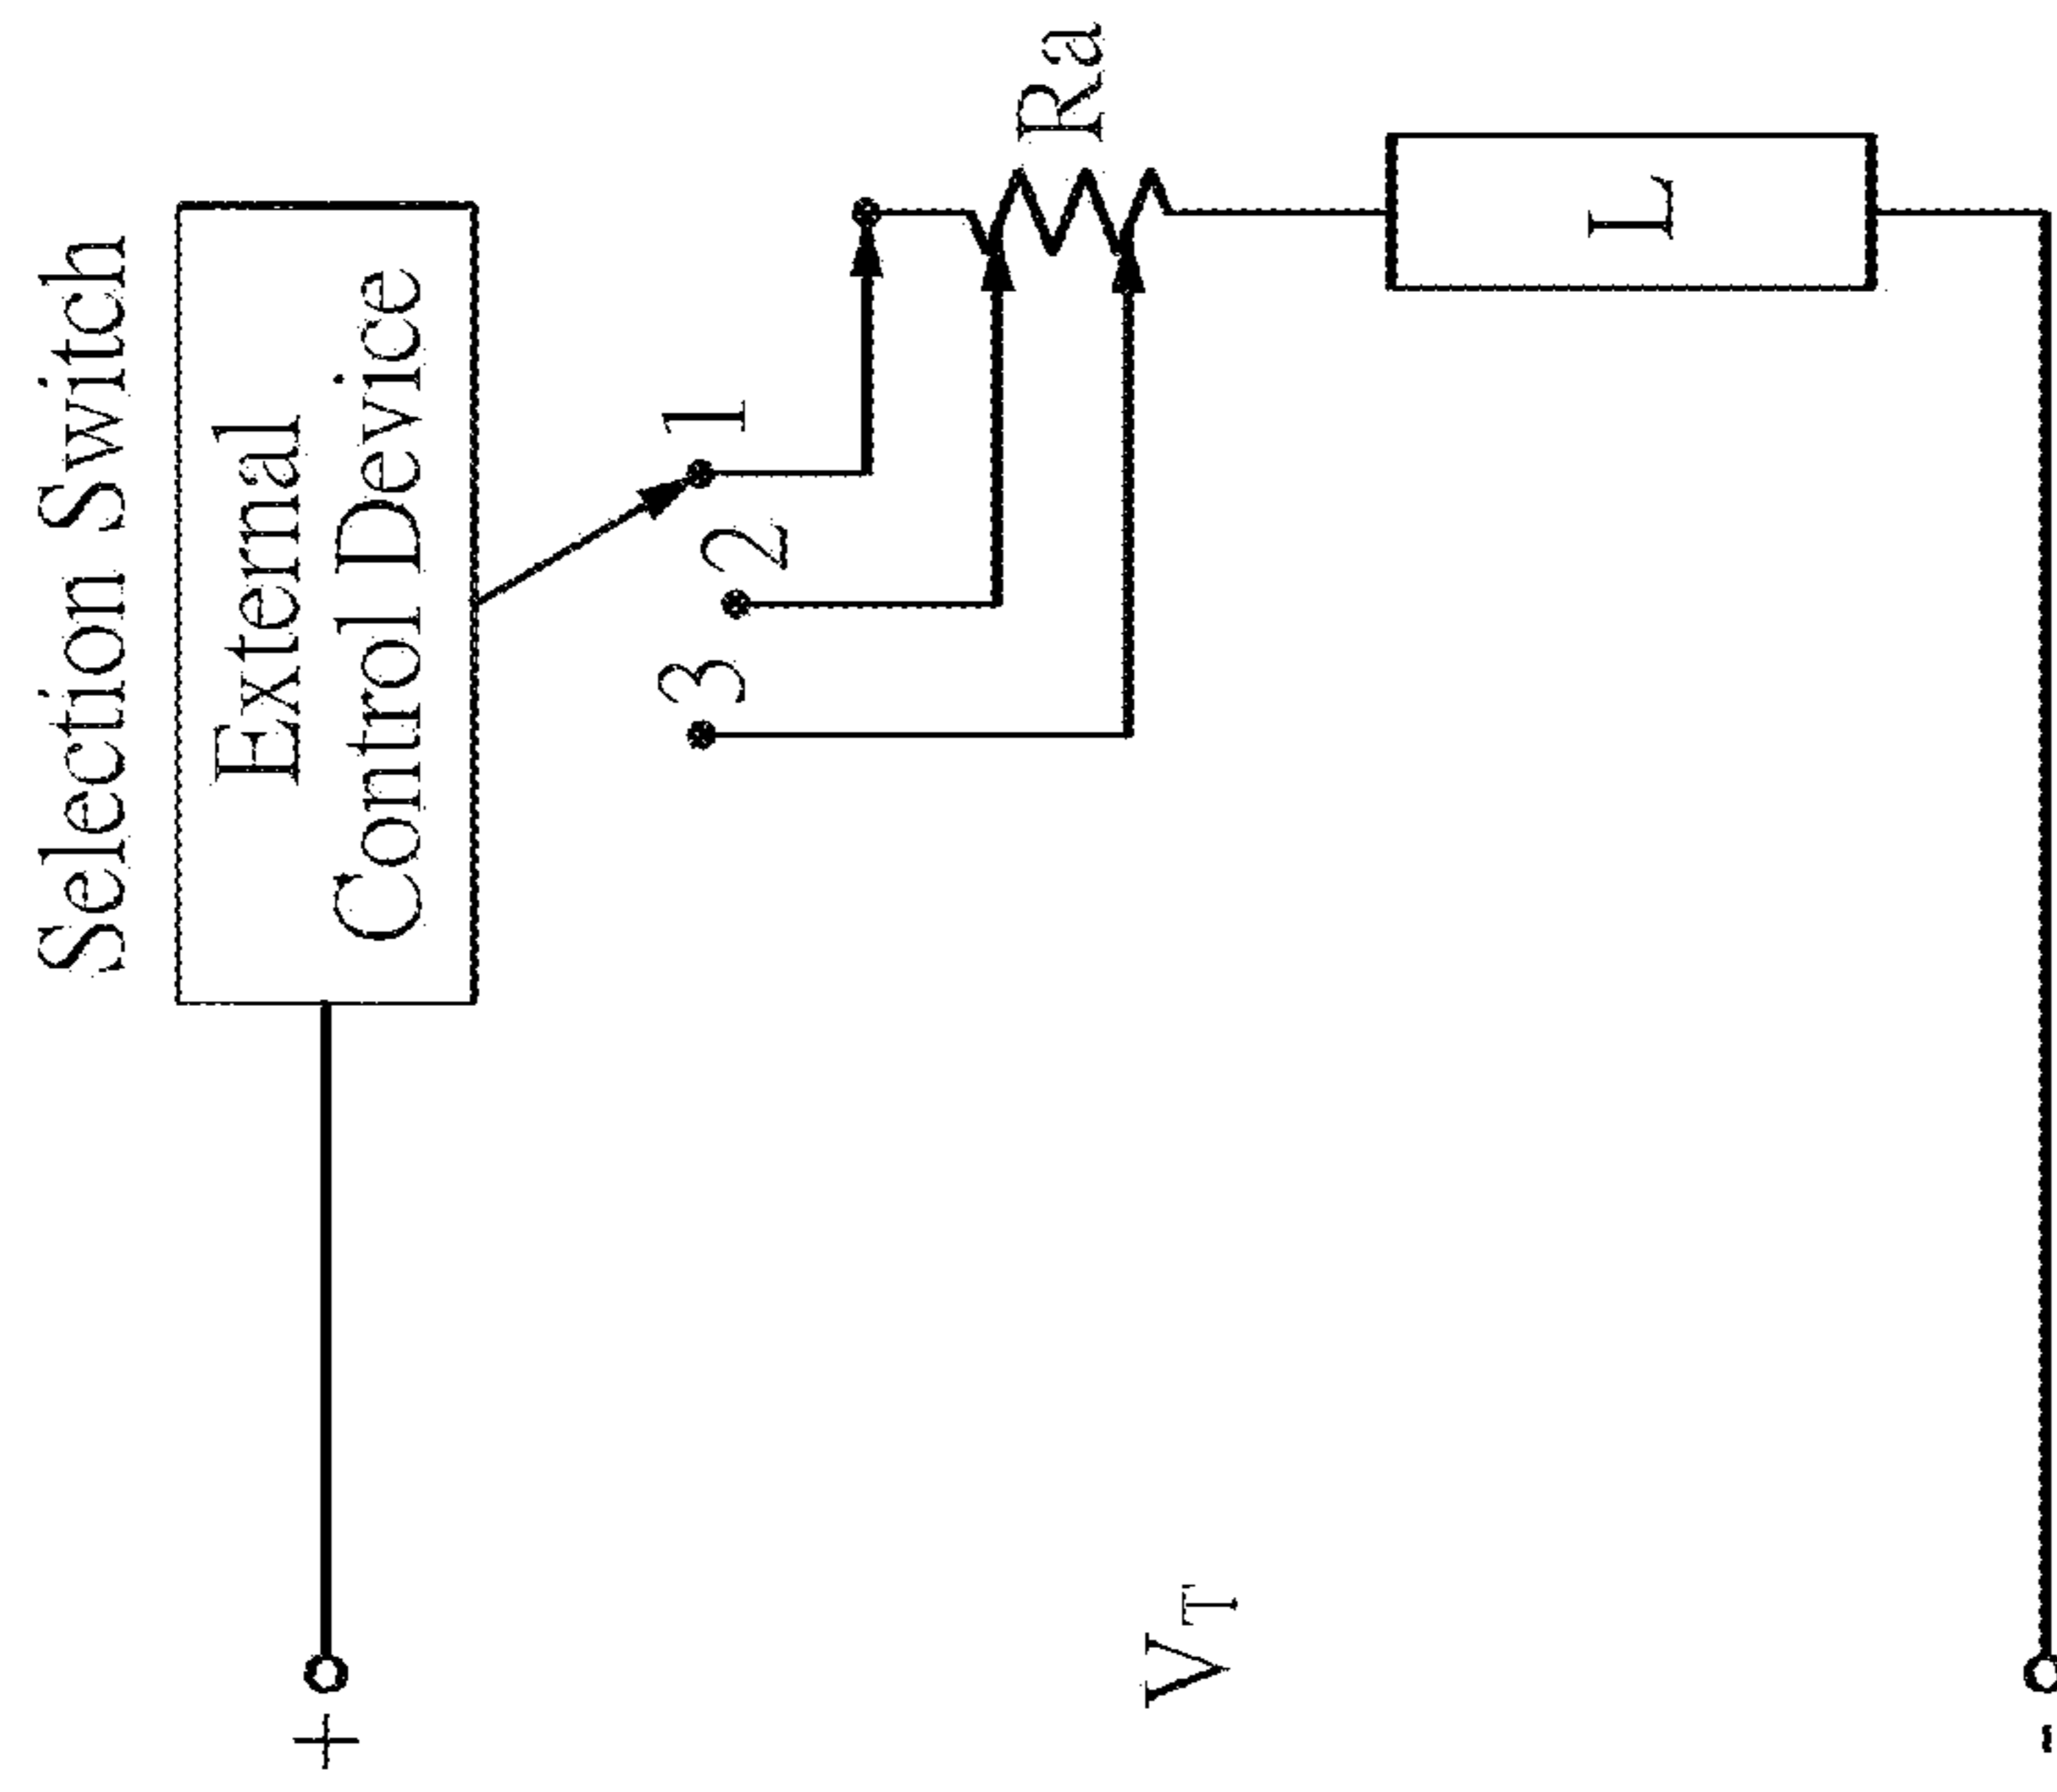 Selection Switch
External
Control Device
1
2
3
Ra
L
+
V_T
-